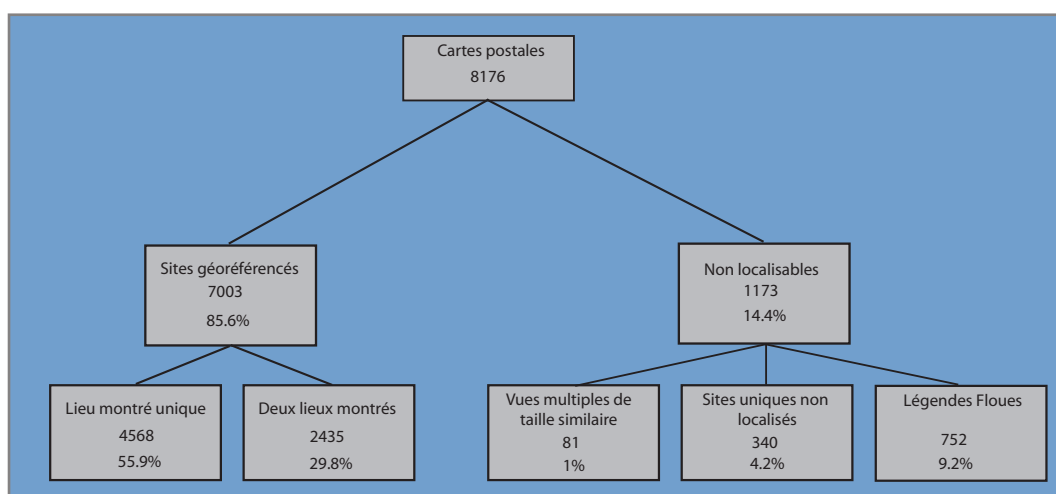 Cartes postales
8176
Sites géoréférencés
7003
85.6%
Non localisables
1173
14.4%
Lieu montré unique
4568
55.9%
Deux lieux montrés
2435
29.8%
Vues multiples de
taille similaire
81
1%
Sites uniques non
localisés
340
4.2%
Légendes Floues
752
9.2%